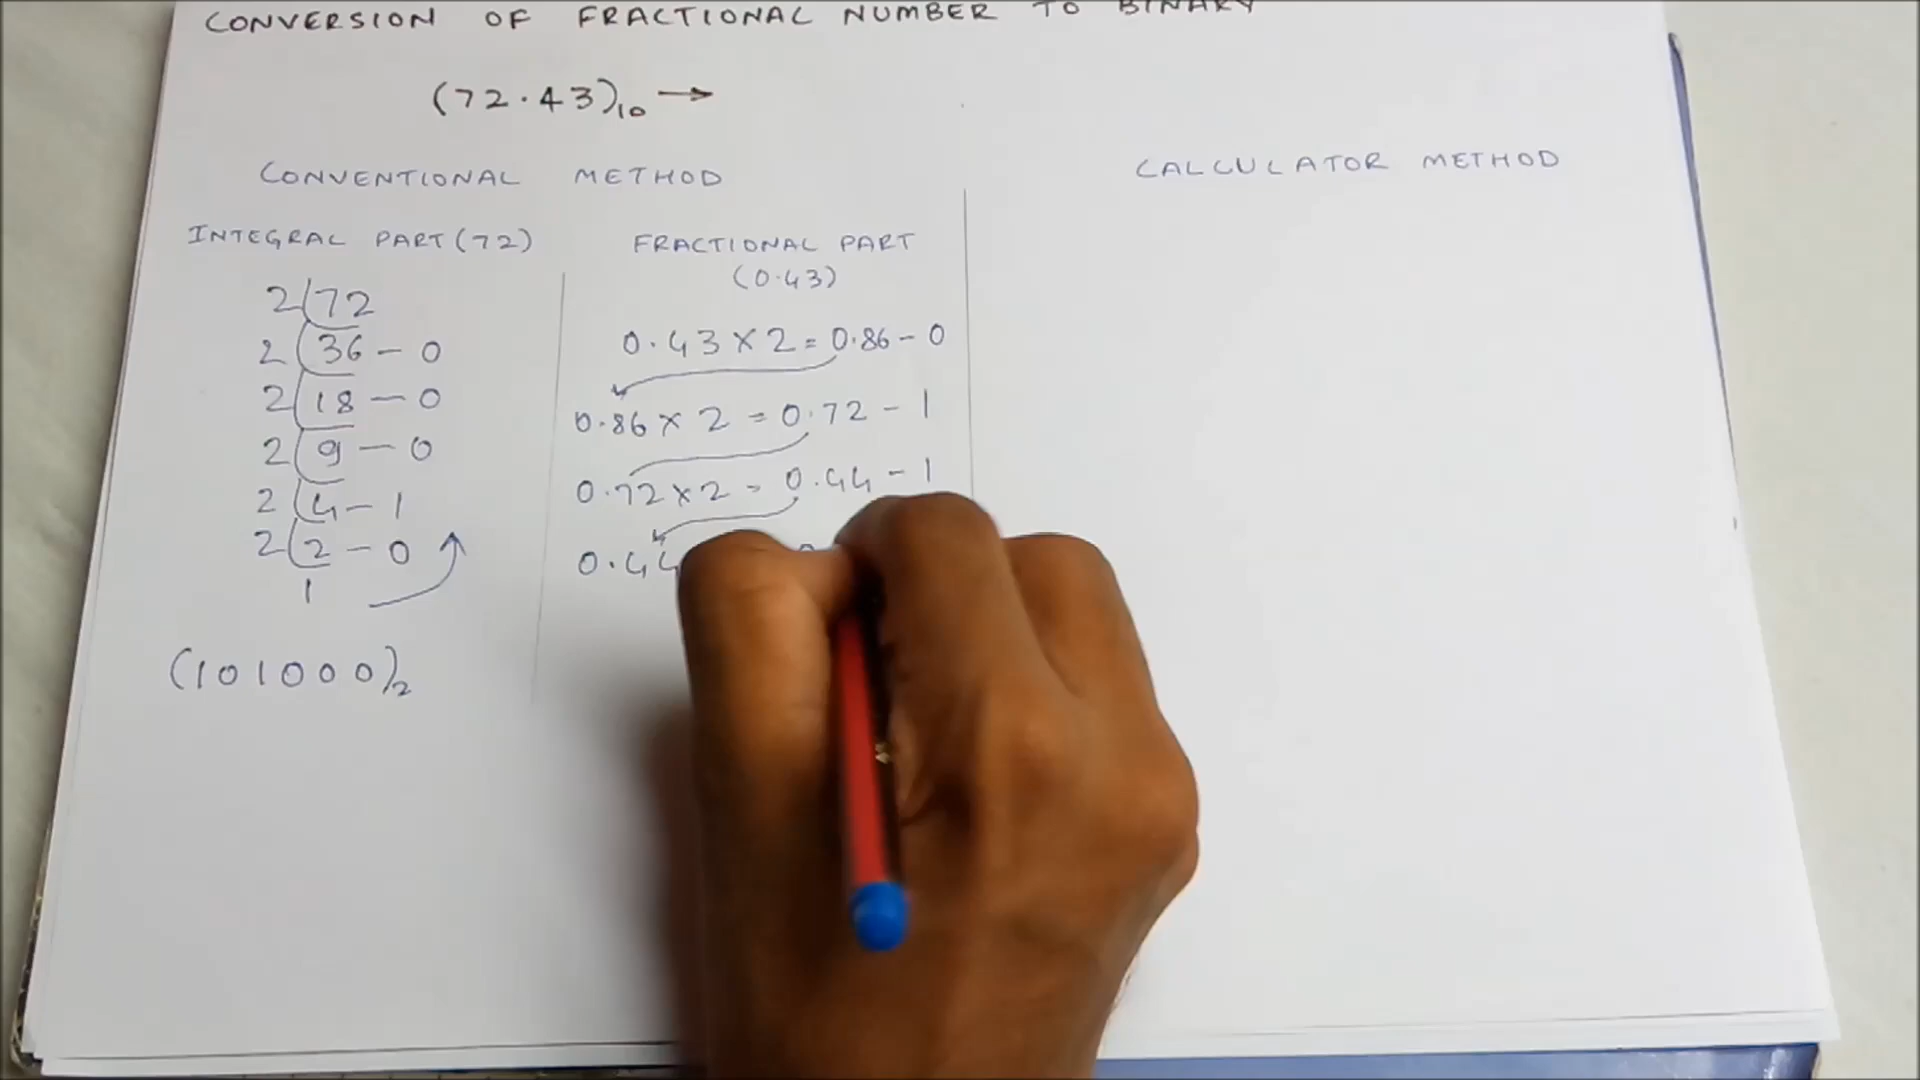 CONVERSION OF FRACTIONAL NUMBER TO BINARY
(72.43)10 →
CONVENTIONAL METHOD
INTEGRAL PART (72)
2 72
2 36 - 0
2 18 - 0
2 9 - 0
2 4 - 1
2 2 - 0
1
(101000)2
FRACTIONAL PART
(0.43)
0.43 × 2 = 0.86 - 0
0.86 × 2 = 0.72 - 1
0.72 × 2 = 0.44 - 1
0.44
CALCULATOR METHOD